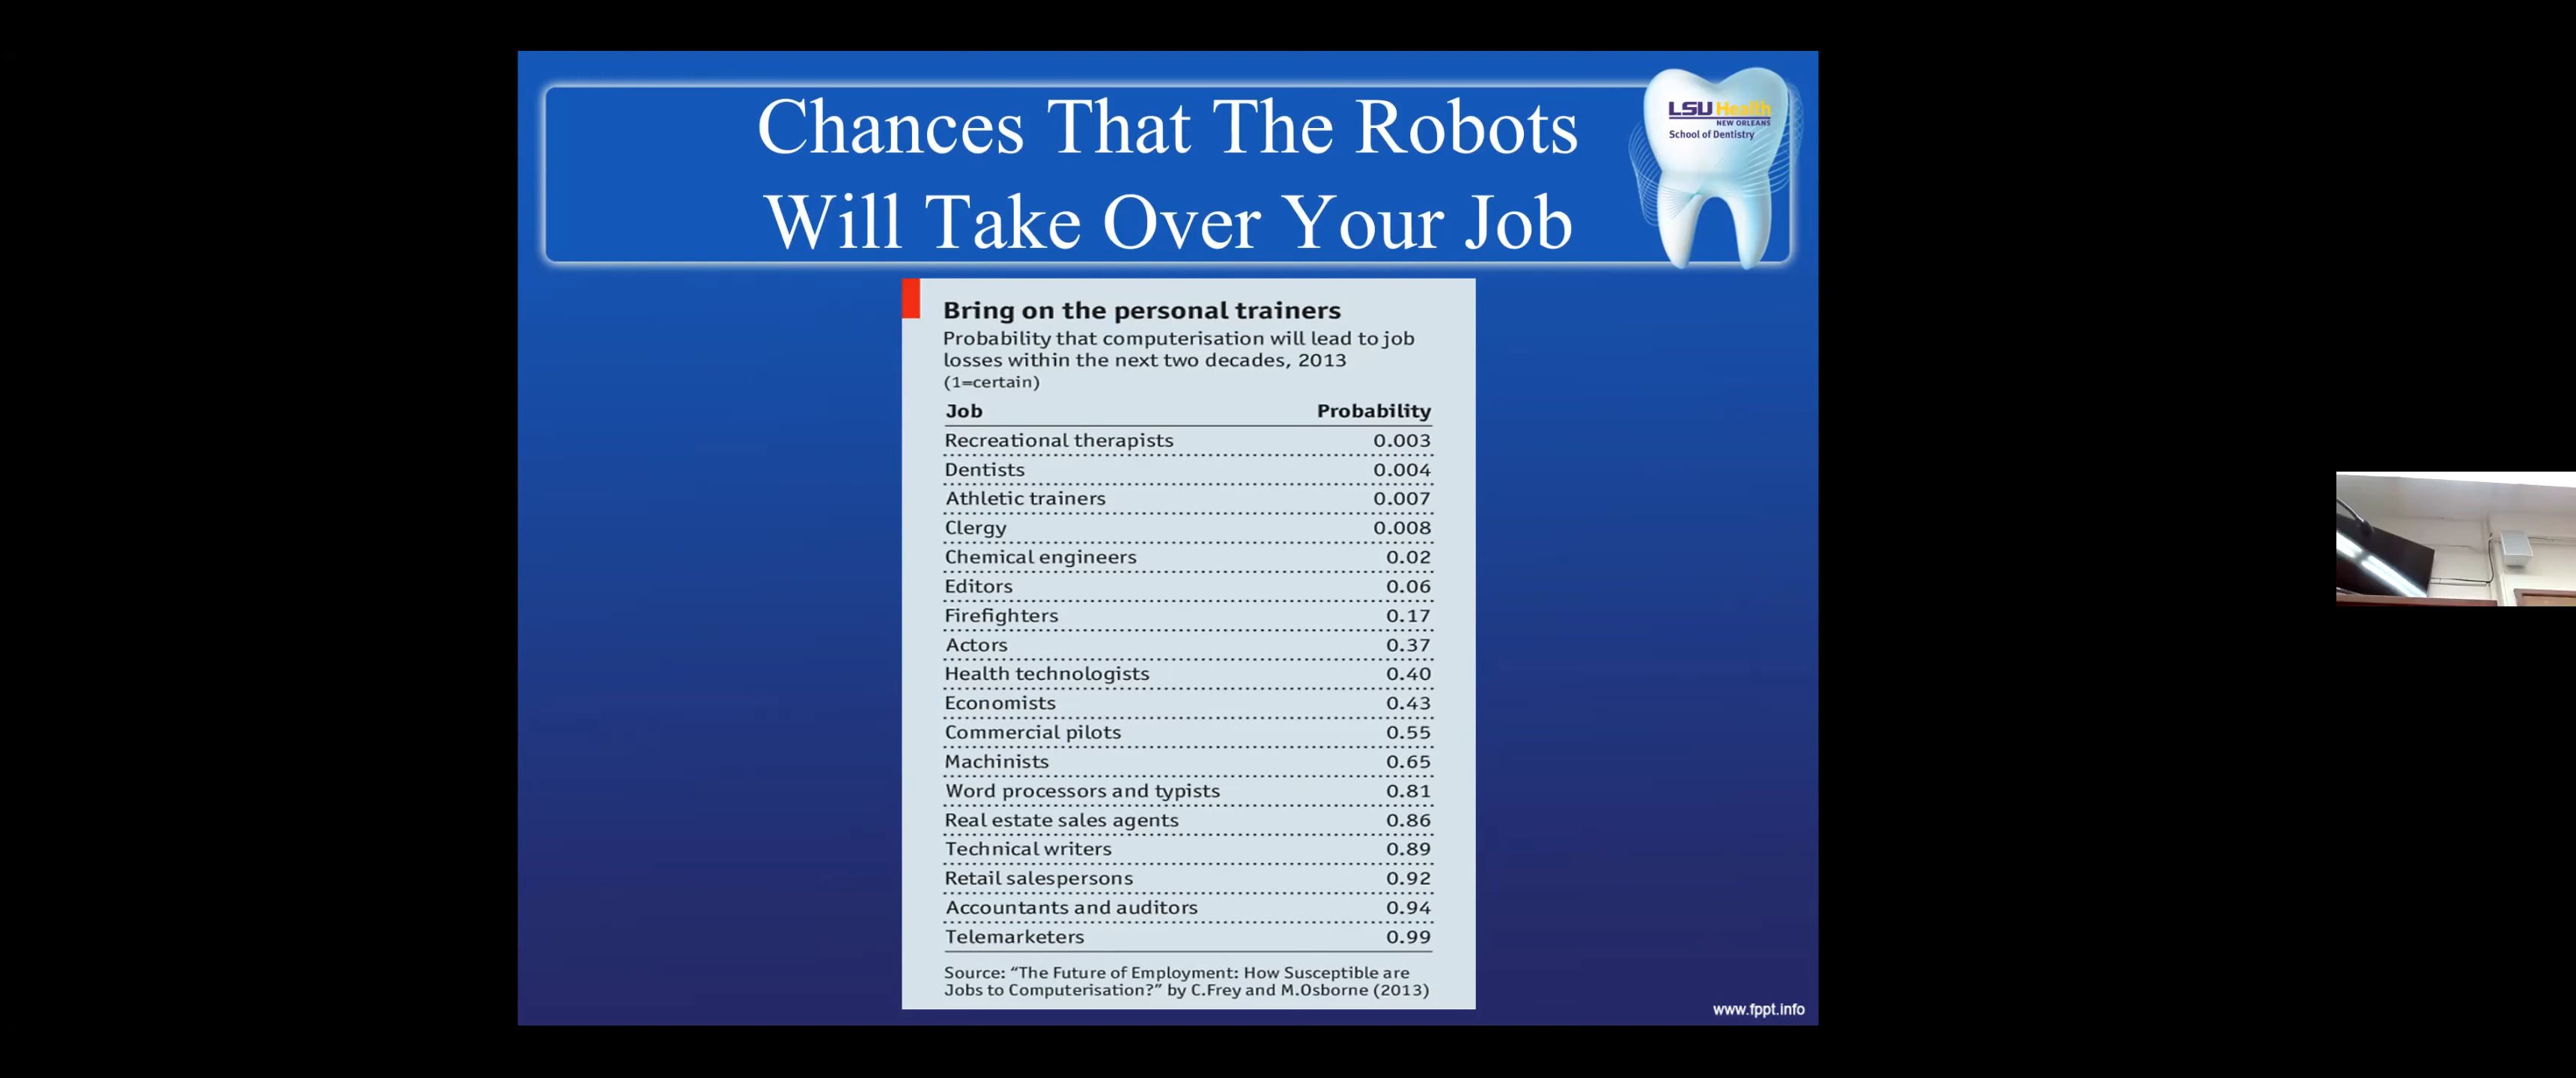 Chances That The Robots
Will Take Over Your Job
LSU Health
NEW ORLEANS
School of Dentistry
Bring on the personal trainers
Probability that computerisation will lead to job
losses within the next two decades, 2013
(1=certain)
Job Probability
Recreational therapists 0.003
Dentists 0.004
Athletic trainers 0.007
Clergy 0.008
Chemical engineers 0.02
Editors 0.06
Firefighters 0.17
Actors 0.37
Health technologists 0.40
Economists 0.43
Commercial pilots 0.55
Machinists 0.65
Word processors and typists 0.81
Real estate sales agents 0.86
Technical writers 0.89
Retail salespersons 0.92
Accountants and auditors 0.94
Telemarketers 0.99
Source: “The Future of Employment: How Susceptible are
Jobs to Computerisation?” by C.Frey and M.Osborne (2013)
www.fppt.info